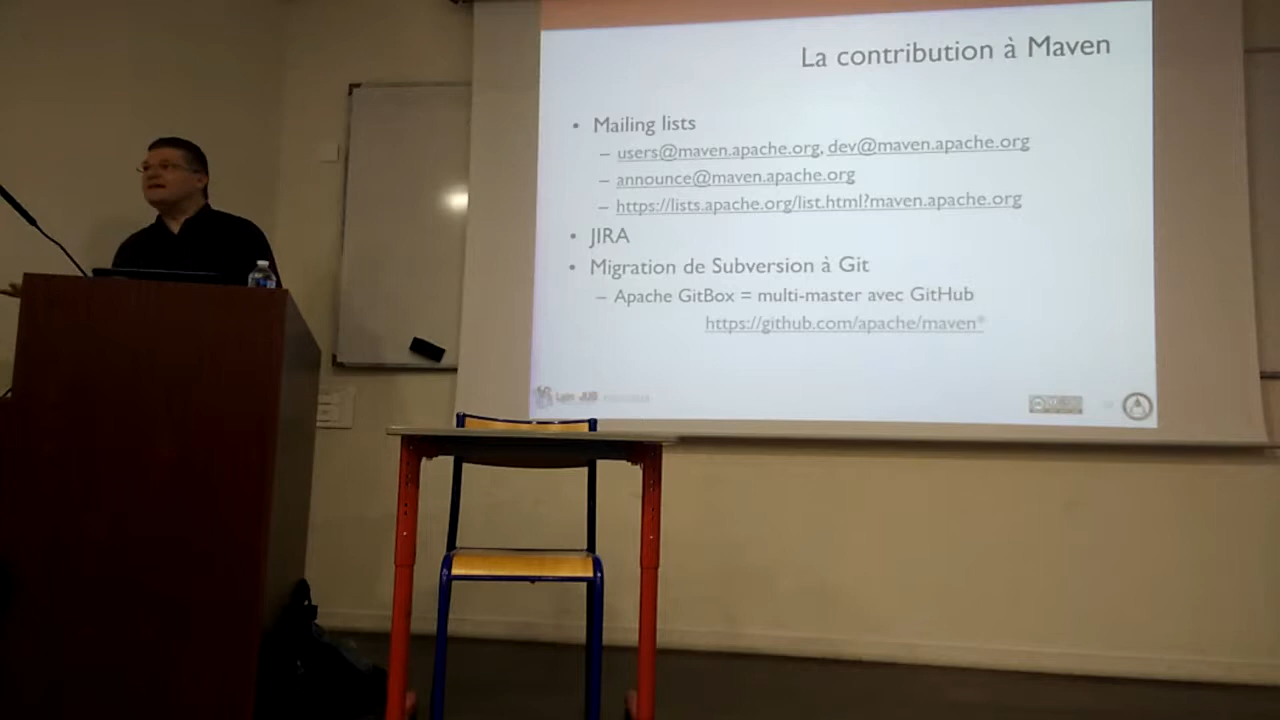 La contribution à Maven
• Mailing lists
– users@maven.apache.org, dev@maven.apache.org
– announce@maven.apache.org
– https://lists.apache.org/list.html?maven.apache.org
• JIRA
• Migration de Subversion à Git
– Apache GitBox = multi-master avec GitHub
https://github.com/apache/maven*
Lyon JUG